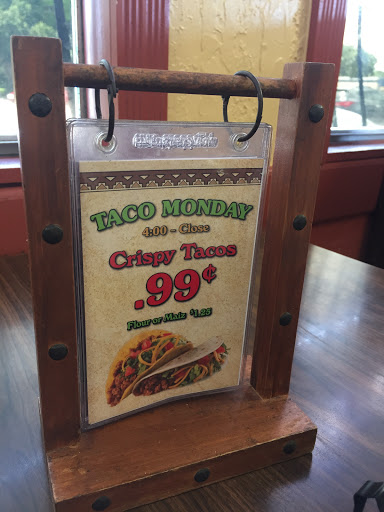 TACO MONDAY
4:00 - Close
Crispy Tacos
.99¢
Flour or Maiz $1.25